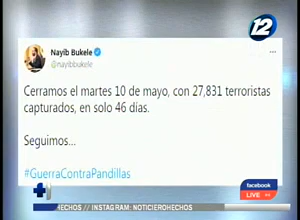 12
Nayib Bukele
@nayibbukele
Cerramos el martes 10 de mayo, con 27,831 terroristas
capturados, en solo 46 días.
Seguimos...
#GuerraContraPandillas
facebook
LIVE
HECHOS // INSTAGRAM: NOTICIEROHECHOS